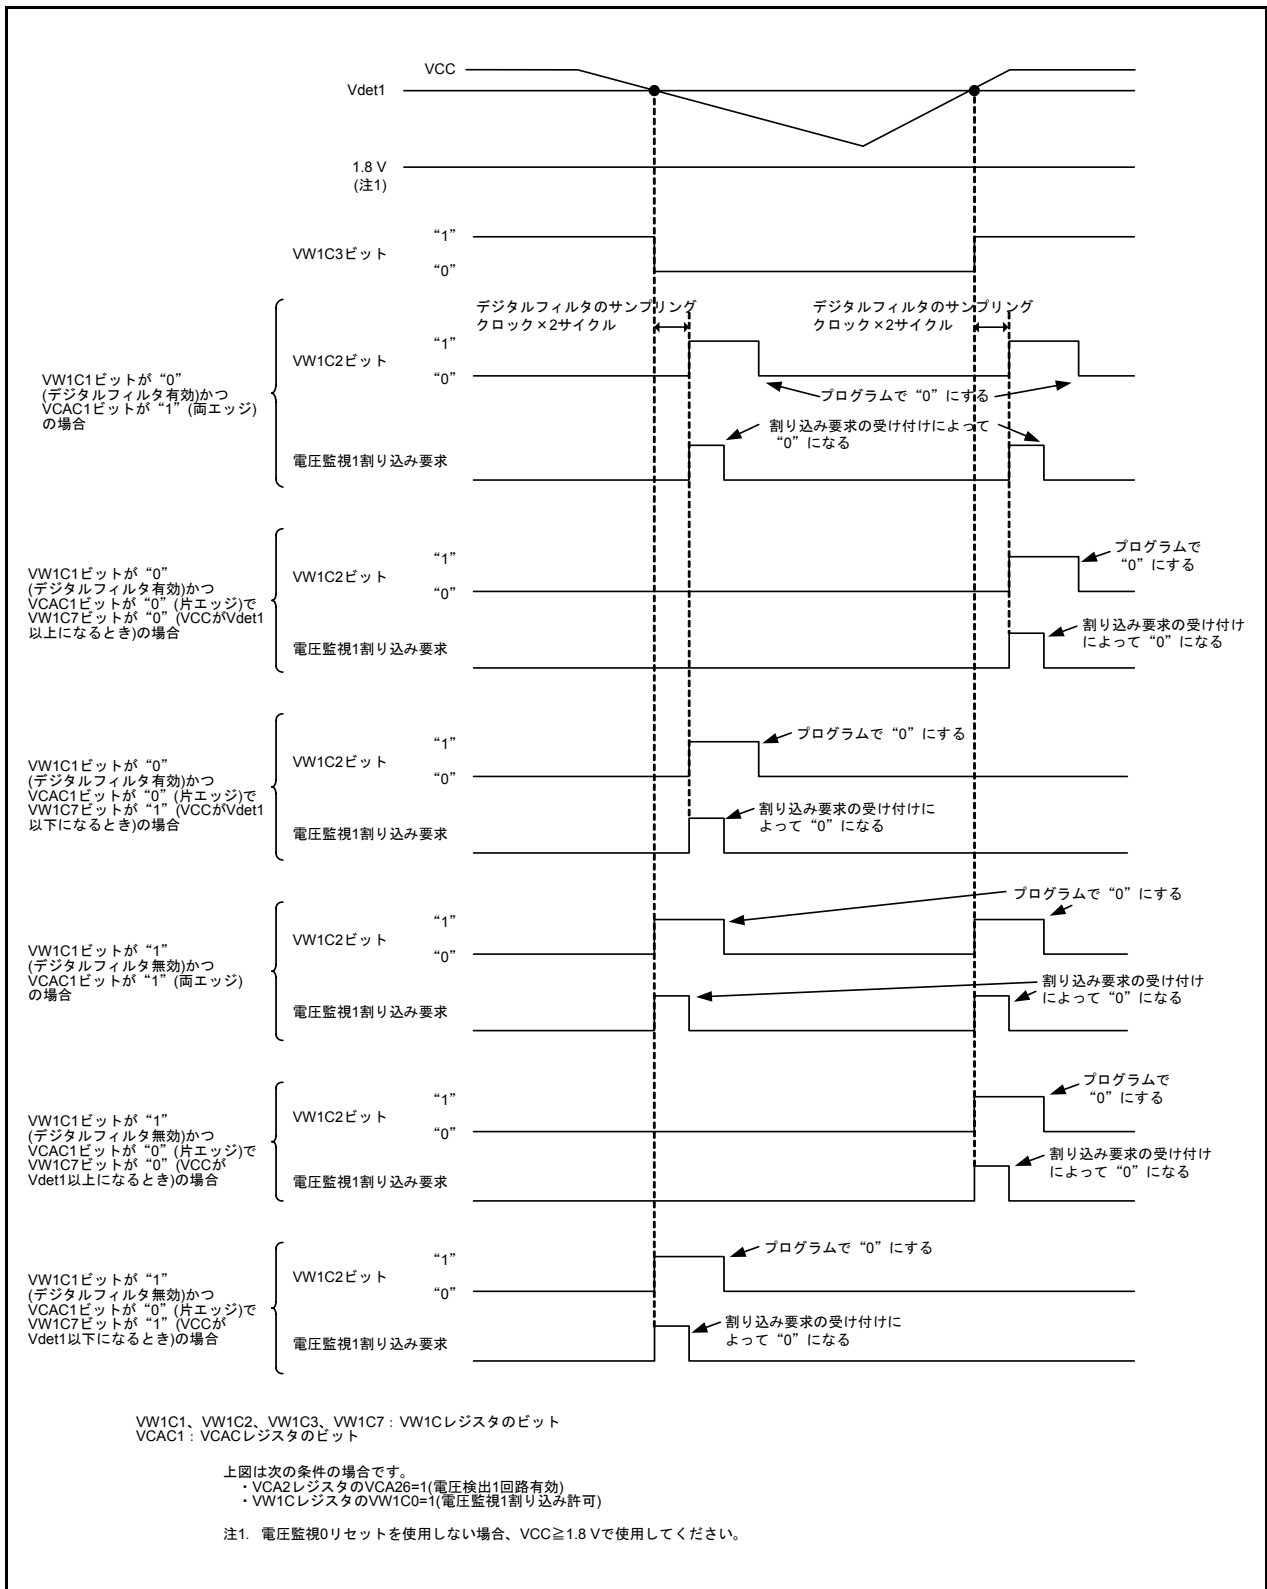 VCC
Vdet1
1.8 V
(注1)
VW1C3ビット
“1”
“0”
デジタルフィルタのサンプリング
クロック×2サイクル
デジタルフィルタのサンプリング
クロック×2サイクル
VW1C1ビットが“0”
(デジタルフィルタ有効)かつ
VCAC1ビットが“1”(両エッジ)
の場合
VW1C2ビット
“1”
“0”
プログラムで“0”にする
割り込み要求の受け付けによって
“0”になる
電圧監視1割り込み要求
VW1C1ビットが“0”
(デジタルフィルタ有効)かつ
VCAC1ビットが“0”(片エッジ)で
VW1C7ビットが“0”(VCCがVdet1
以上になるとき)の場合
VW1C2ビット
“1”
“0”
プログラムで
“0”にする
電圧監視1割り込み要求
割り込み要求の受け付け
によって“0”になる
VW1C1ビットが“0”
(デジタルフィルタ有効)かつ
VCAC1ビットが“0”(片エッジ)で
VW1C7ビットが“1”(VCCがVdet1
以下になるとき)の場合
VW1C2ビット
“1”
“0”
プログラムで“0”にする
電圧監視1割り込み要求
割り込み要求の受け付けに
よって“0”になる
VW1C1ビットが“1”
(デジタルフィルタ無効)かつ
VCAC1ビットが“1”(両エッジ)
の場合
VW1C2ビット
“1”
“0”
プログラムで“0”にする
電圧監視1割り込み要求
割り込み要求の受け付け
によって“0”になる
VW1C1ビットが“1”
(デジタルフィルタ無効)かつ
VCAC1ビットが“0”(片エッジ)で
VW1C7ビットが“0”(VCCが
Vdet1以上になるとき)の場合
VW1C2ビット
“1”
“0”
プログラムで
“0”にする
電圧監視1割り込み要求
割り込み要求の受け付け
によって“0”になる
VW1C1ビットが“1”
(デジタルフィルタ無効)かつ
VCAC1ビットが“0”(片エッジ)で
VW1C7ビットが“1”(VCCが
Vdet1以下になるとき)の場合
VW1C2ビット
“1”
“0”
プログラムで“0”にする
電圧監視1割り込み要求
割り込み要求の受け付けに
よって“0”になる
VW1C1、VW1C2、VW1C3、VW1C7：VW1Cレジスタのビット
VCAC1：VCACレジスタのビット
上図は次の条件の場合です。
・VCA2レジスタのVCA26=1(電圧検出1回路有効)
・VW1CレジスタのVW1C0=1(電圧監視1割り込み許可)
注1. 電圧監視0リセットを使用しない場合、VCC≧1.8 Vで使用してください。